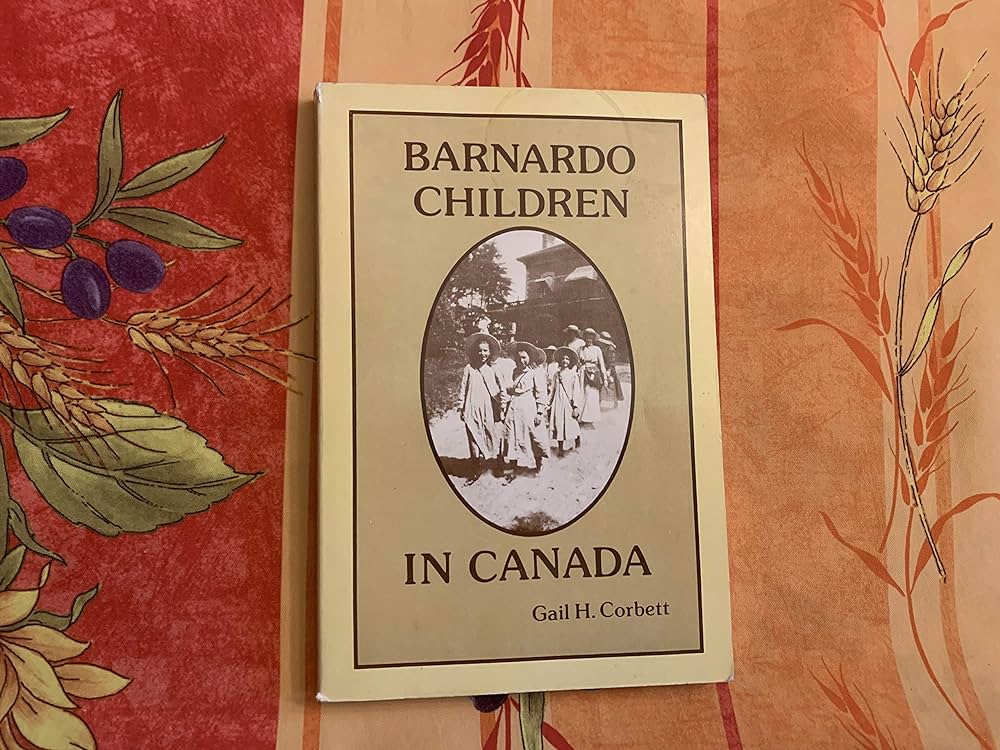 BARNARDO
CHILDREN
IN CANADA
Gail H. Corbett